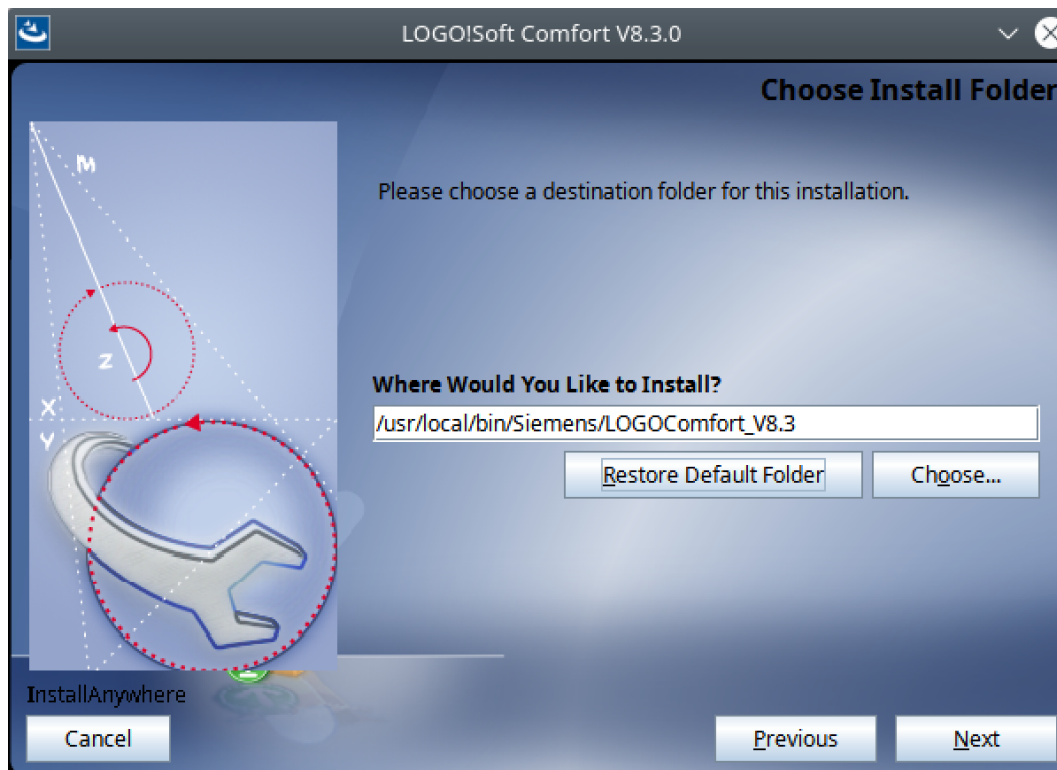 LOGO!Soft Comfort V8.3.0
Choose Install Folder
M
Please choose a destination folder for this installation.
Z
X
Y
Where Would You Like to Install?
/usr/local/bin/Siemens/LOGOComfort_V8.3
Restore Default Folder
Choose...
InstallAnywhere
Cancel
Previous
Next